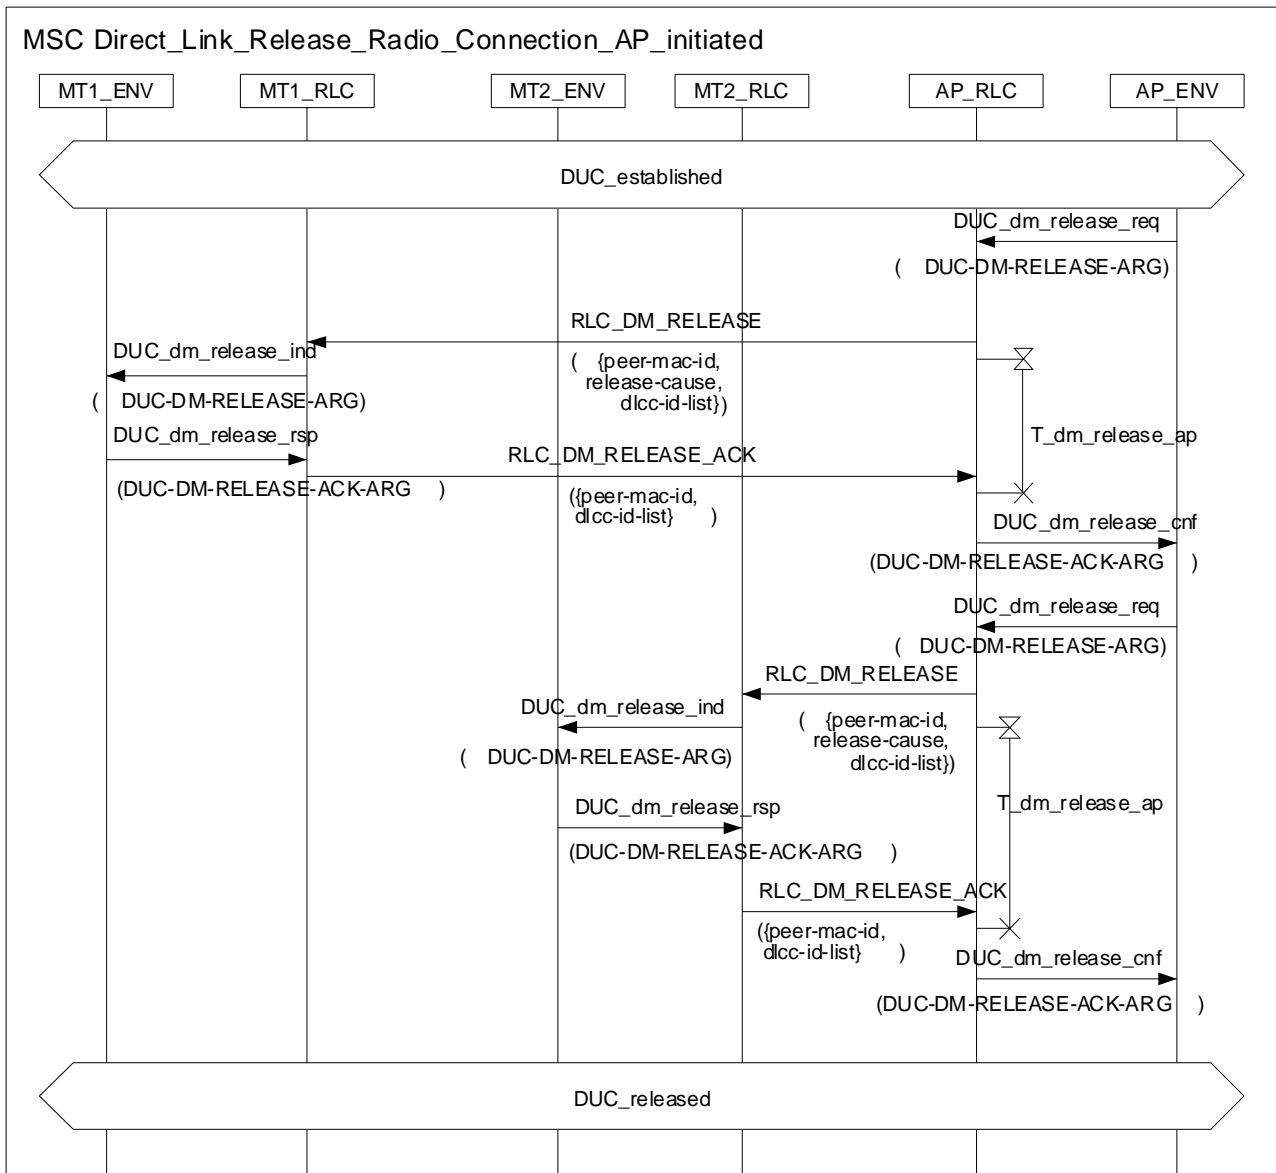 MSC Direct_Link_Release_Radio_Connection_AP_initiated
MT1_ENV MT1_RLC MT2_ENV MT2_RLC AP_RLC AP_ENV
DUC_established
DUC_dm_release_req
( DUC-DM-RELEASE-ARG)
RLC_DM_RELEASE
DUC_dm_release_ind
( {peer-mac-id,
release-cause,
dlcc-id-list})
( DUC-DM-RELEASE-ARG)
DUC_dm_release_rsp
T_dm_release_ap
RLC_DM_RELEASE_ACK
(DUC-DM-RELEASE-ACK-ARG )
({peer-mac-id,
dlcc-id-list} )
DUC_dm_release_cnf
(DUC-DM-RELEASE-ACK-ARG )
DUC_dm_release_req
( DUC-DM-RELEASE-ARG)
RLC_DM_RELEASE
DUC_dm_release_ind
( {peer-mac-id,
release-cause,
dlcc-id-list})
( DUC-DM-RELEASE-ARG)
DUC_dm_release_rsp
T_dm_release_ap
(DUC-DM-RELEASE-ACK-ARG )
RLC_DM_RELEASE_ACK
({peer-mac-id,
dlcc-id-list} )
DUC_dm_release_cnf
(DUC-DM-RELEASE-ACK-ARG )
DUC_released